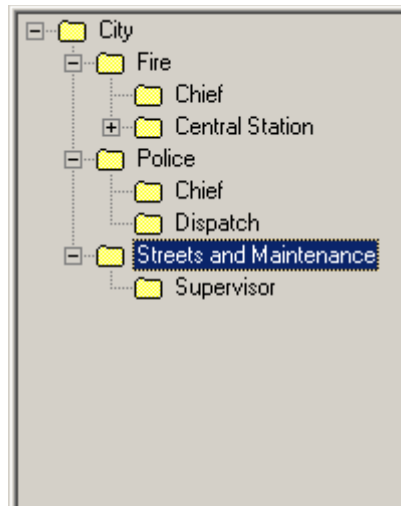 City
Fire
Chief
Central Station
Police
Chief
Dispatch
Streets and Maintenance
Supervisor